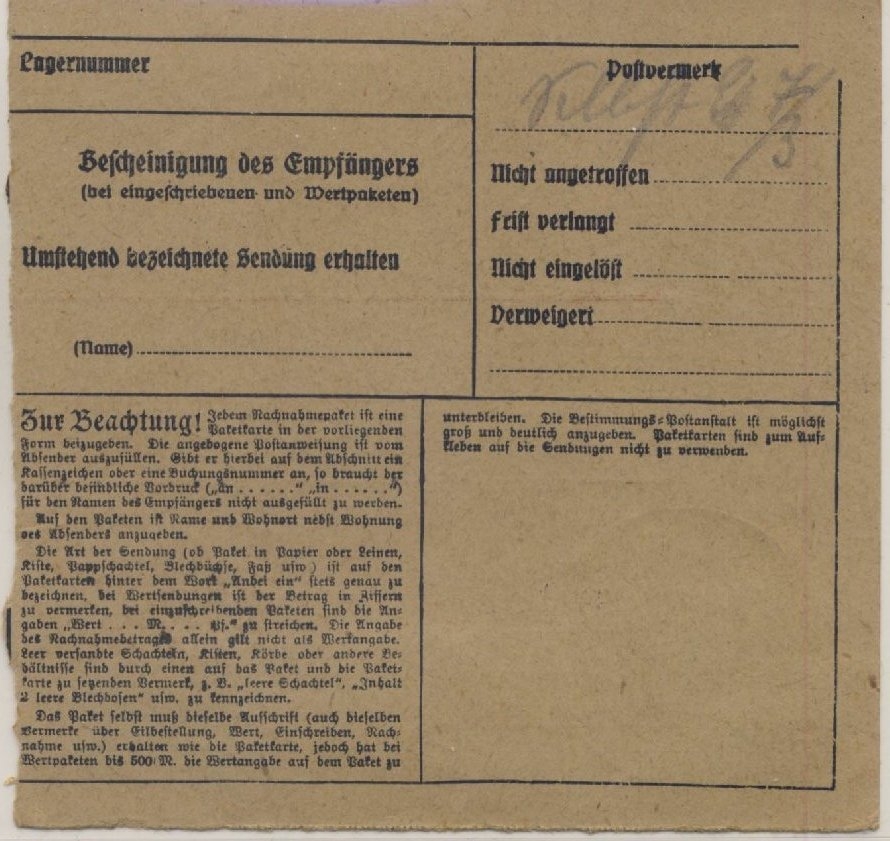 Lagernummer
Postvermerk
Selbst
Bescheinigung des Empfängers
(bei eingeschriebenen und Wertpaketen)
Umstehend bezeichnete Sendung erhalten
(Name)
Nicht angetroffen
Frist verlangt
Nicht eingelöst
Verweigert
Zur Beachtung! Jedem Nachnahmepaket ist eine
Paketkarte in der vorliegenden
Form beizugeben. Die angebogene Postanweisung ist vom
Absender auszufüllen. Gibt er hierbei auf dem Abschnitt ein
Kassenzeichen oder eine Buchungsnummer an, so braucht der
darüber befindliche Vordruck („An . . . . . .“ „in . . . . . .“)
für den Namen des Empfängers nicht ausgefüllt zu werden.
Auf den Paketen ist Name und Wohnort nebst Wohnung
des Absenders anzugeben.
Die Art der Sendung (ob Paket in Papier oder Leinen,
Kiste, Pappschachtel, Blechbüchse, Faß usw) ist auf den
Paketkarten hinter dem Wort „Anbei ein“ stets genau zu
bezeichnen, bei Wertsendungen ist der Betrag in Ziffern
zu vermerken, bei einzuschreibenden Paketen sind die An-
gaben „Wert . . . M. . . . Pf.“ zu streichen. Die Angabe
des Nachnahmebetrages allein gilt nicht als Wertangabe.
Leer versandte Schachteln, Kisten, Körbe oder andere Be-
hältnisse sind durch einen auf das Paket und die Paket-
karte zu setzenden Vermerk, z. B. „leere Schachtel“, „Inhalt
2 leere Blechdosen“ usw. zu kennzeichnen.
Das Paket selbst muß dieselbe Aufschrift (auch dieselben
Vermerke über Eilbestellung, Wert, Einschreiben, Nach-
nahme usw.) erhalten wie die Paketkarte, jedoch hat bei
Wertpaketen bis 500 M. die Wertangabe auf dem Paket zu
unterbleiben. Die Bestimmungs-Postanstalt ist möglichst
groß und deutlich anzugeben. Paketkarten sind zum Auf-
kleben auf die Sendungen nicht zu verwenden.